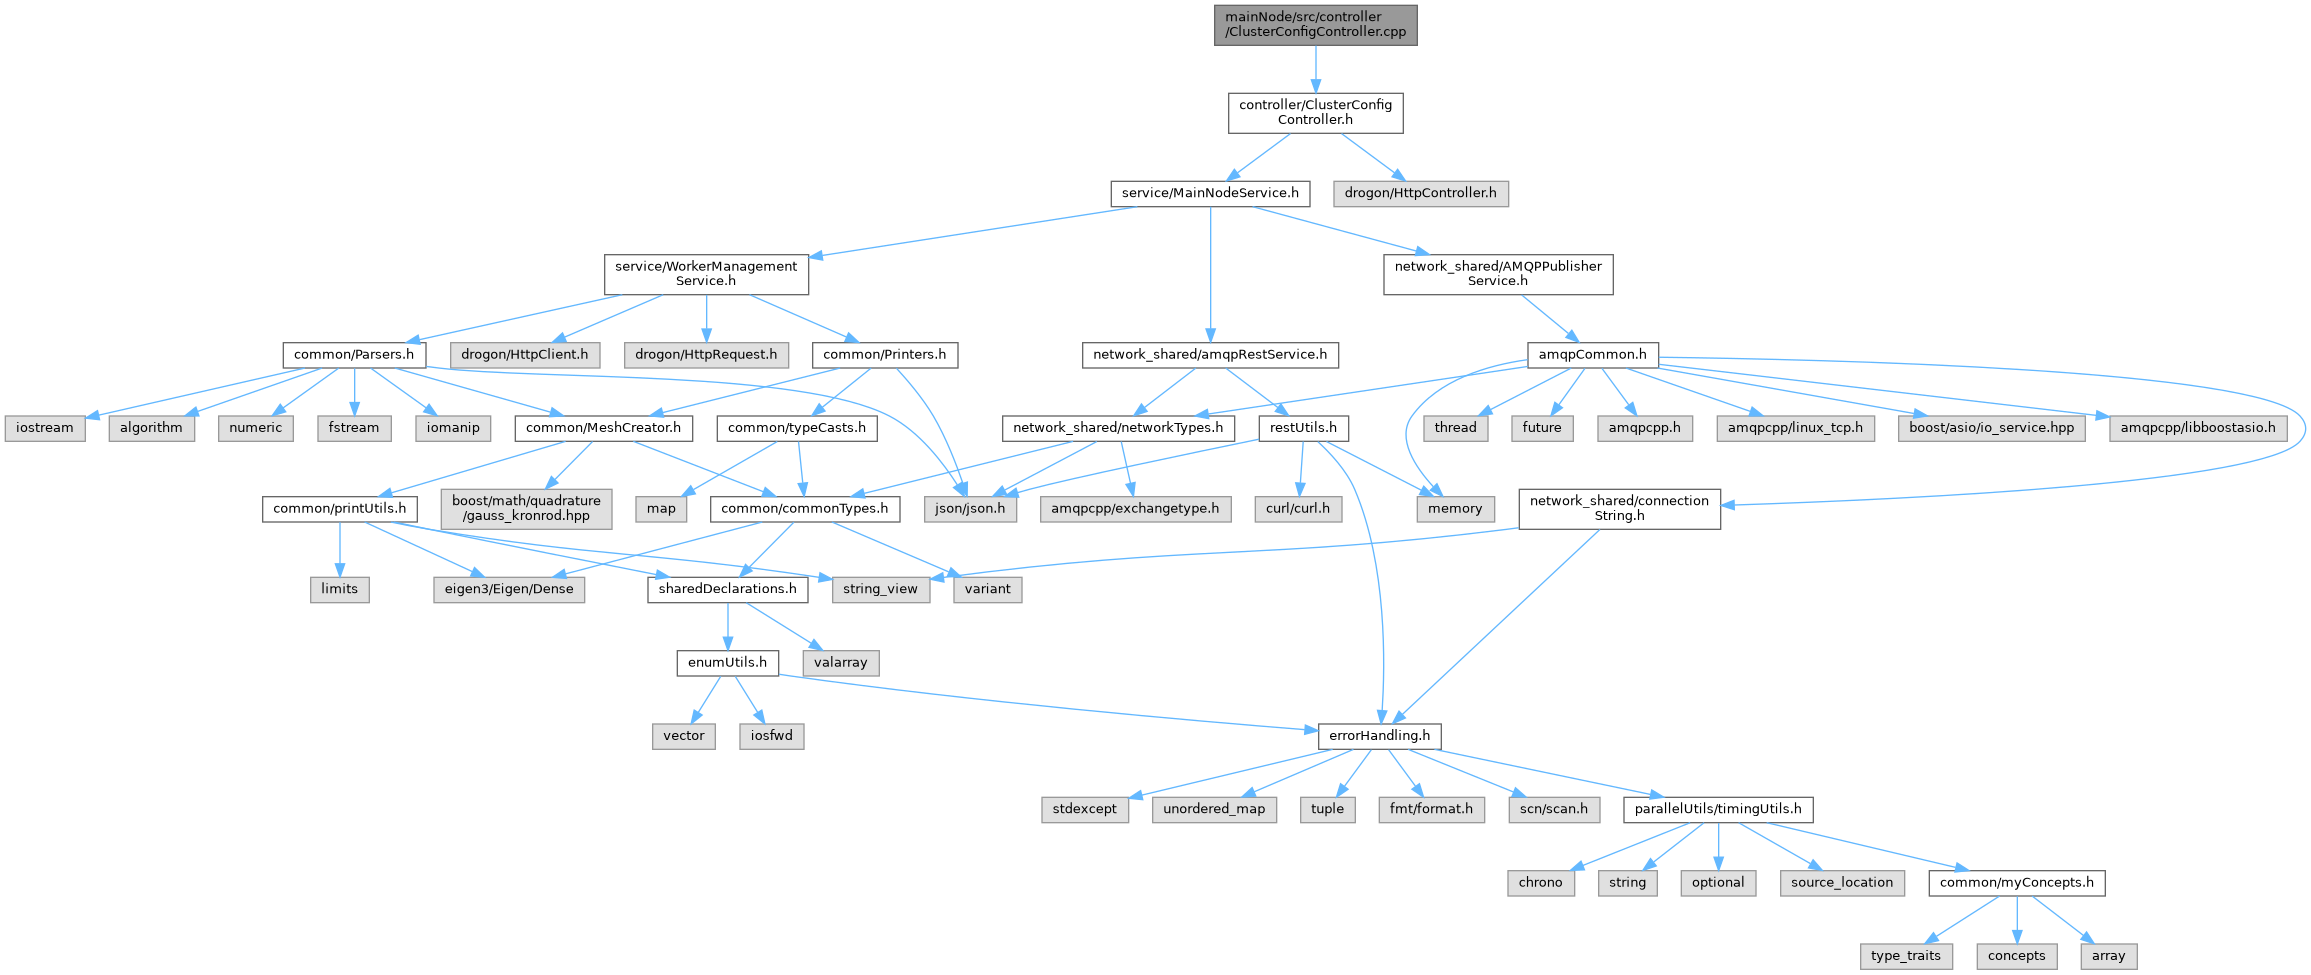 mainNode/src/controller
/ClusterConfigController.cpp
controller/ClusterConfig
Controller.h
service/MainNodeService.h
drogon/HttpController.h
service/WorkerManagement
Service.h
network_shared/AMQPPublisher
Service.h
common/Parsers.h
drogon/HttpClient.h
drogon/HttpRequest.h
common/Printers.h
network_shared/amqpRestService.h
amqpCommon.h
iostream
algorithm
numeric
fstream
iomanip
common/MeshCreator.h
common/typeCasts.h
network_shared/networkTypes.h
restUtils.h
thread
future
amqpcpp.h
amqpcpp/linux_tcp.h
boost/asio/io_service.hpp
amqpcpp/libboostasio.h
common/printUtils.h
boost/math/quadrature
/gauss_kronrod.hpp
map
common/commonTypes.h
json/json.h
amqpcpp/exchangetype.h
curl/curl.h
memory
network_shared/connection
String.h
limits
eigen3/Eigen/Dense
sharedDeclarations.h
string_view
variant
enumUtils.h
valarray
vector
iosfwd
errorHandling.h
stdexcept
unordered_map
tuple
fmt/format.h
scn/scan.h
parallelUtils/timingUtils.h
chrono
string
optional
source_location
common/myConcepts.h
type_traits
concepts
array